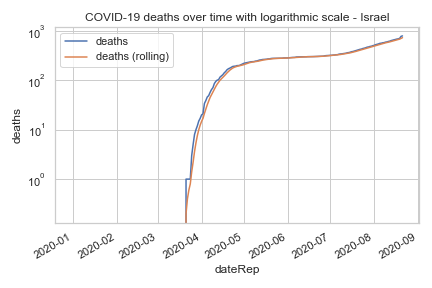 COVID-19 deaths over time with logarithmic scale - Israel
deaths
deaths (rolling)
10³
10²
10¹
10⁰
deaths
2020-01
2020-02
2020-03
2020-04
2020-05
2020-06
2020-07
2020-08
2020-09
dateRep